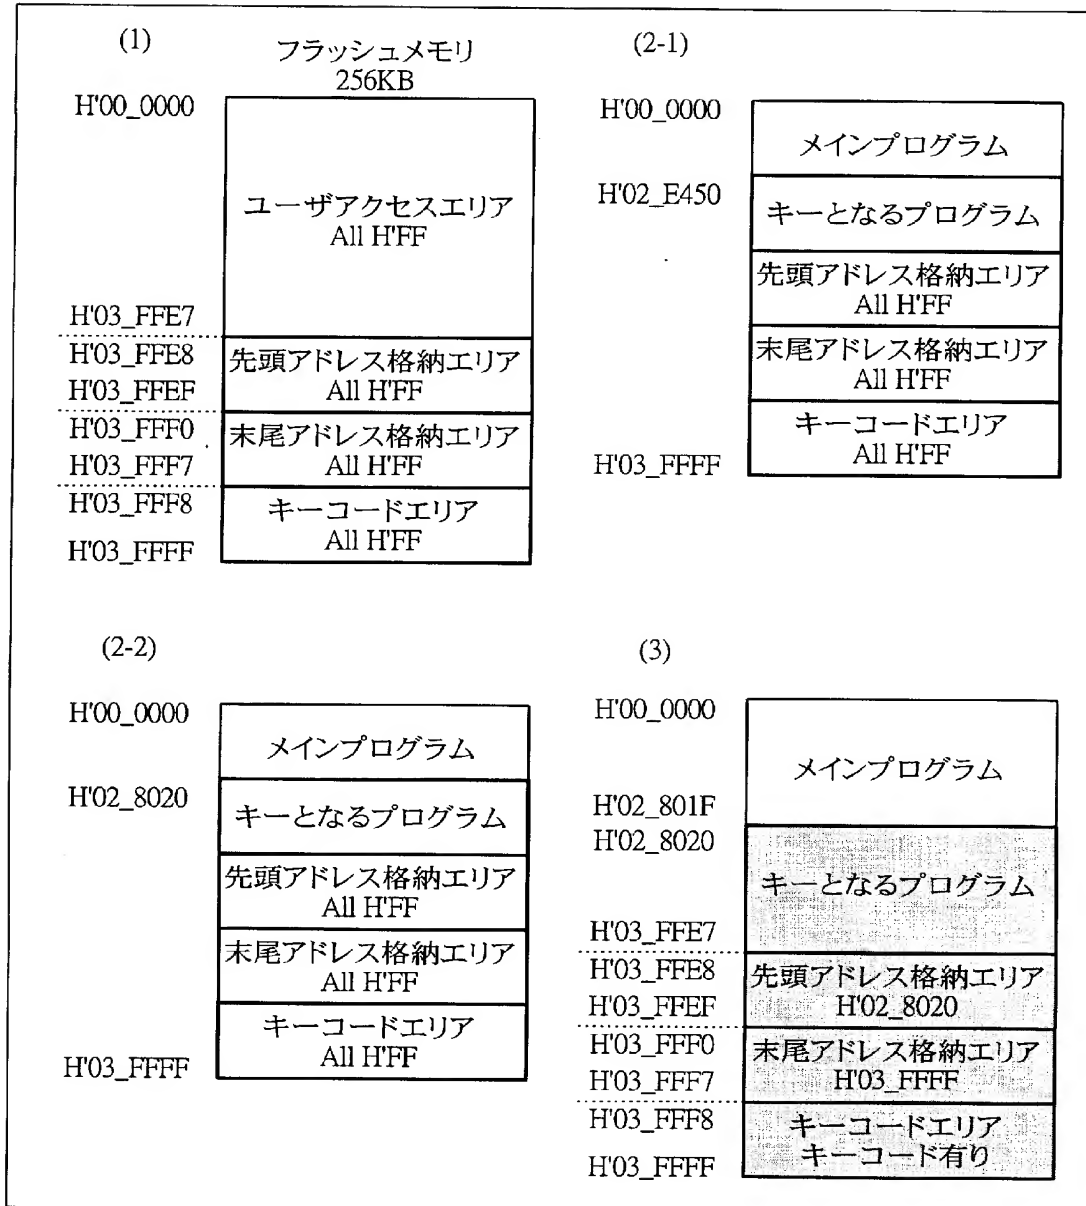 (1)
フラッシュメモリ
256KB
H'00_0000
ユーザアクセスエリア
All H'FF
H'03_FFE7
H'03_FFE8
先頭アドレス格納エリア
H'03_FFEF
All H'FF
H'03_FFF0
末尾アドレス格納エリア
H'03_FFF7
All H'FF
H'03_FFF8
キーコードエリア
All H'FF
H'03_FFFF
(2-1)
H'00_0000
メインプログラム
H'02_E450
キーとなるプログラム
先頭アドレス格納エリア
All H'FF
末尾アドレス格納エリア
All H'FF
キーコードエリア
All H'FF
H'03_FFFF
(2-2)
H'00_0000
メインプログラム
H'02_8020
キーとなるプログラム
先頭アドレス格納エリア
All H'FF
末尾アドレス格納エリア
All H'FF
キーコードエリア
All H'FF
H'03_FFFF
(3)
H'00_0000
メインプログラム
H'02_801F
H'02_8020
キーとなるプログラム
H'03_FFE7
H'03_FFE8
先頭アドレス格納エリア
H'03_FFEF
H'02_8020
H'03_FFF0
末尾アドレス格納エリア
H'03_FFF7
H'03_FFFF
H'03_FFF8
キーコードエリア
キーコード有り
H'03_FFFF